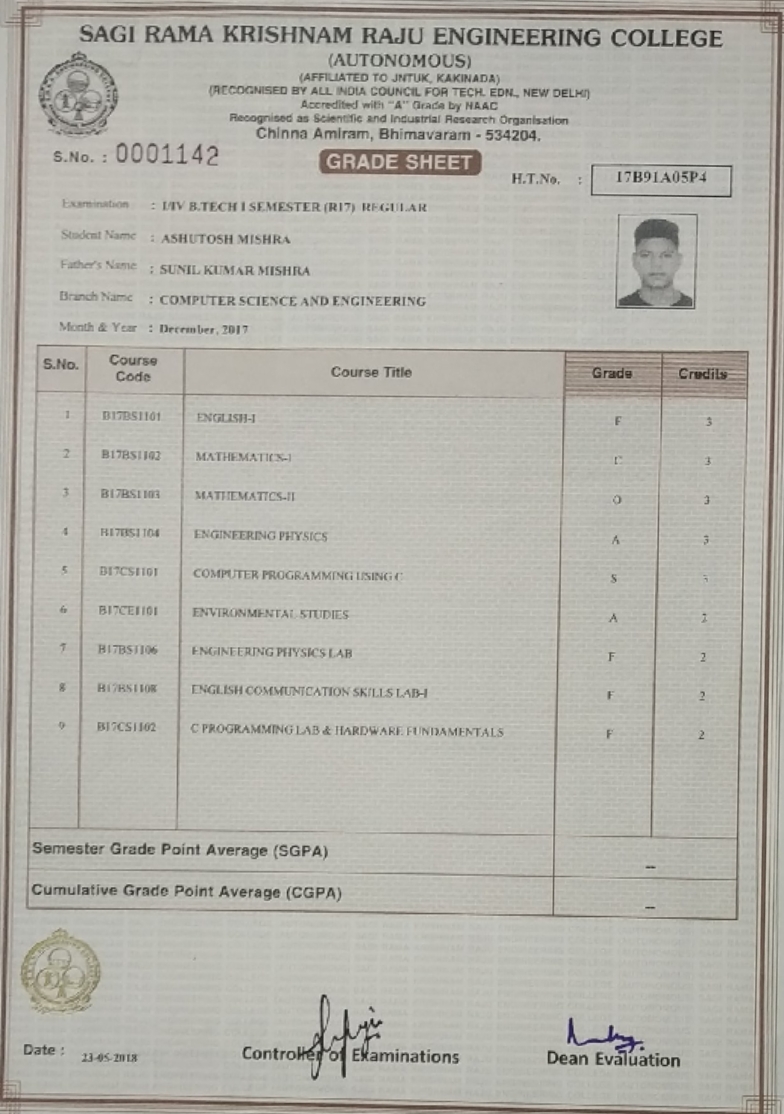 SAGI RAMA KRISHNAM RAJU ENGINEERING COLLEGE
(AUTONOMOUS)
(AFFILIATED TO JNTUK, KAKINADA)
(RECOGNISED BY ALL INDIA COUNCIL FOR TECH. EDN., NEW DELHI)
Accredited with "A" Grade by NAAC
Recognised as Scientific and Industrial Research Organisation
Chinna Amiram, Bhimavaram - 534204.
S.No. : 0001142
GRADE SHEET
H.T.No. : 17B91A05P4
Examination : I/IV B.TECH I SEMESTER (R17) REGULAR
Student Name : ASHUTOSH MISHRA
Father's Name : SUNIL KUMAR MISHRA
Branch Name : COMPUTER SCIENCE AND ENGINEERING
Month & Year : December, 2017
S.No. Course Code Course Title Grade Credits
1 B17BS1101 ENGLISH-I F 3
2 B17BS1102 MATHEMATICS-I C 3
3 B17BS1103 MATHEMATICS-II O 3
4 B17BS1104 ENGINEERING PHYSICS A 3
5 B17CS1101 COMPUTER PROGRAMMING USING C S
6 B17CE1101 ENVIRONMENTAL STUDIES A 2
7 B17BS1106 ENGINEERING PHYSICS LAB F 2
8 B17BS1108 ENGLISH COMMUNICATION SKILLS LAB-I F 2
9 B17CS1102 C PROGRAMMING LAB & HARDWARE FUNDAMENTALS F 2
Semester Grade Point Average (SGPA) –
Cumulative Grade Point Average (CGPA) –
Date : 23-05-2018
Controller of Examinations
Dean Evaluation